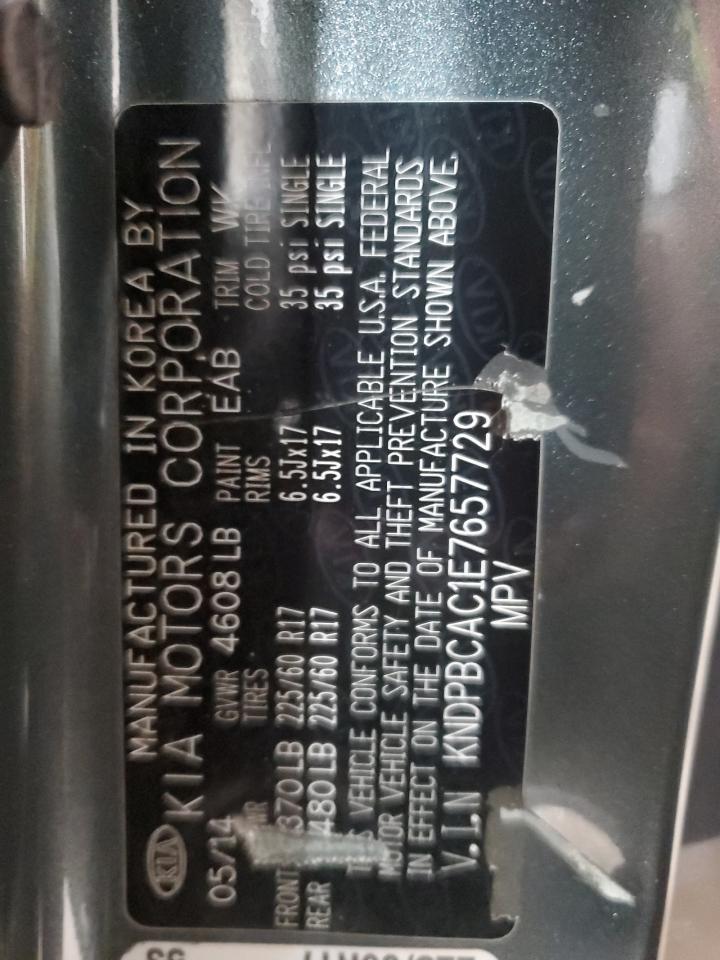 KIA
MANUFACTURED IN KOREA BY
KIA MOTORS CORPORATION
05/14 GVWR 4608 LB PAINT EAB TRIM WK
TIRES RIMS COLD TIRE
FRONT 370 LB 225/60 R17 6.5Jx17 35 psi SINGLE
REAR 480 LB 225/60 R17 6.5Jx17 35 psi SINGLE
VEHICLE CONFORMS TO ALL APPLICABLE U.S.A. FEDERAL
MOTOR VEHICLE SAFETY AND THEFT PREVENTION STANDARDS
IN EFFECT ON THE DATE OF MANUFACTURE SHOWN ABOVE.
V.I.N KNDPBCAC1E7657729
MPV